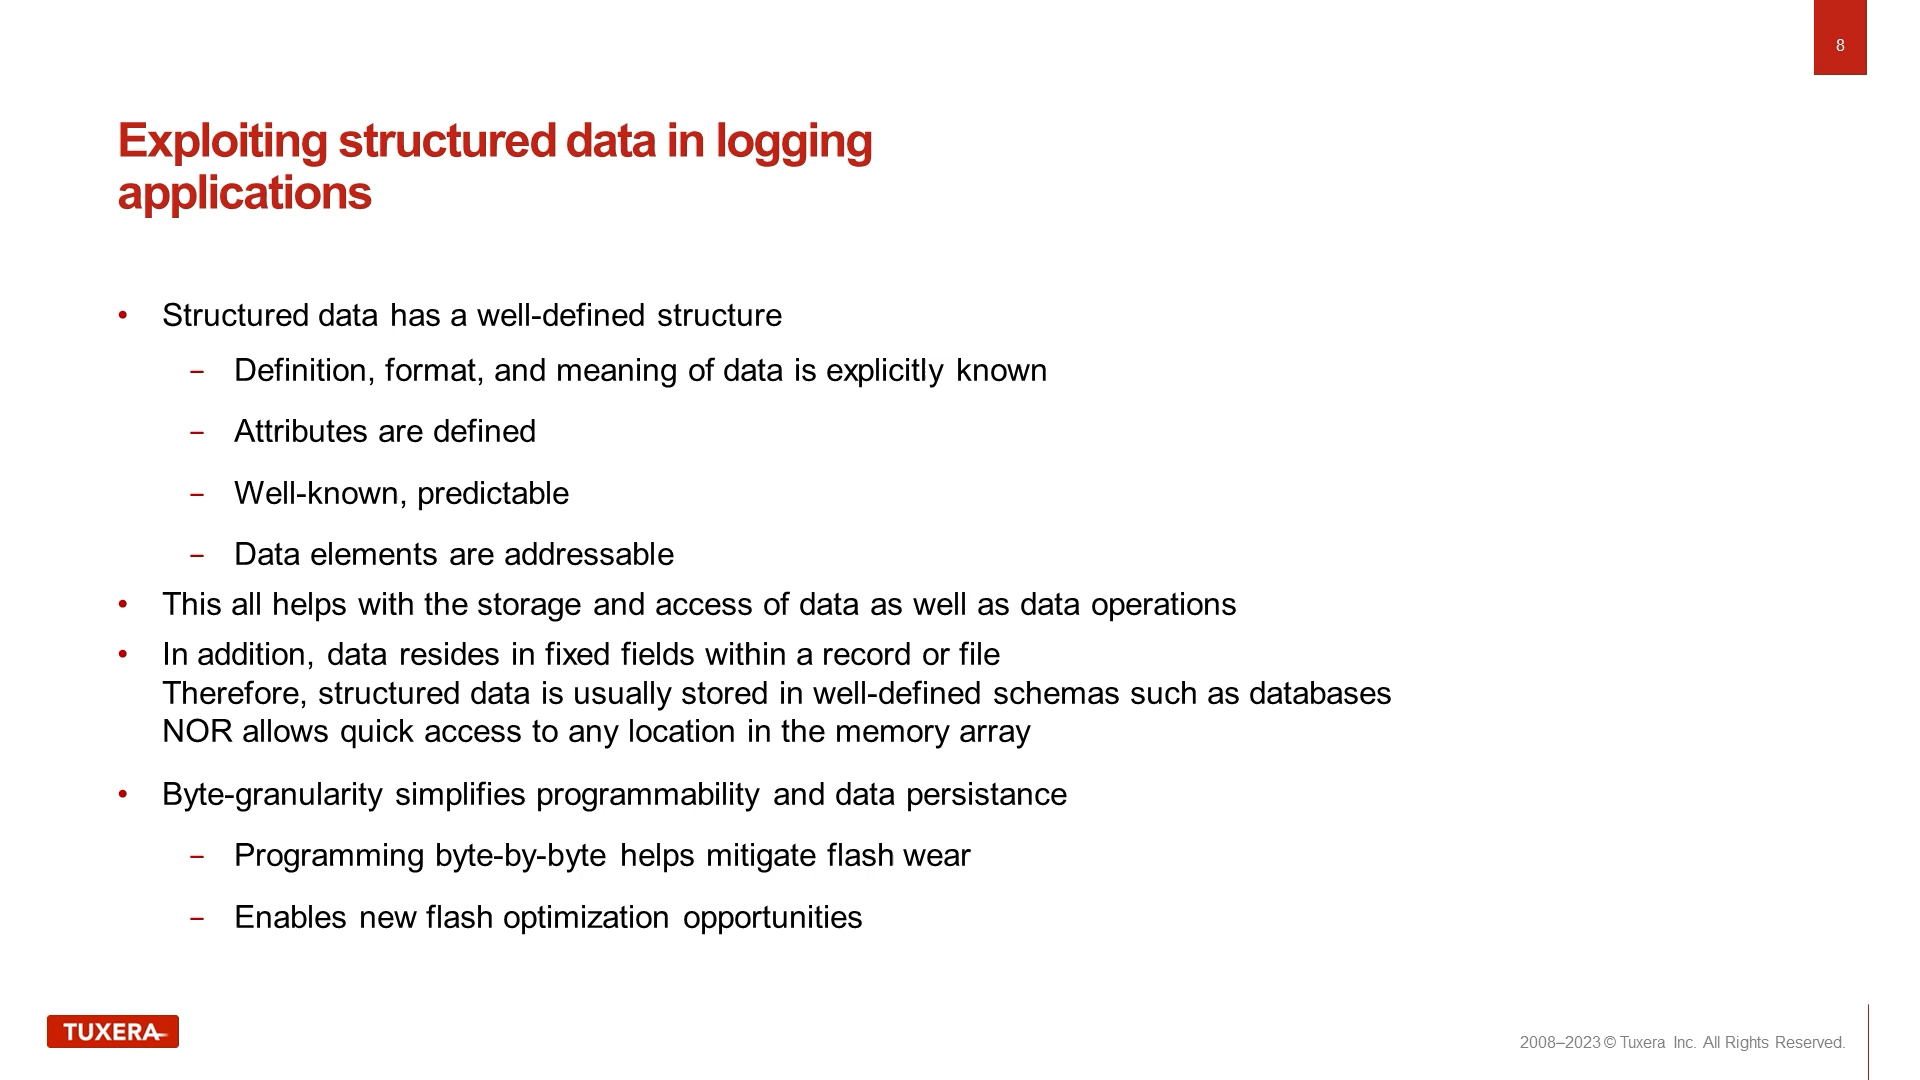 8
Exploiting structured data in logging
applications
• Structured data has a well-defined structure
– Definition, format, and meaning of data is explicitly known
– Attributes are defined
– Well-known, predictable
– Data elements are addressable
• This all helps with the storage and access of data as well as data operations
• In addition, data resides in fixed fields within a record or file
Therefore, structured data is usually stored in well-defined schemas such as databases
NOR allows quick access to any location in the memory array
• Byte-granularity simplifies programmability and data persistance
– Programming byte-by-byte helps mitigate flash wear
– Enables new flash optimization opportunities
TUXERA
2008–2023 © Tuxera Inc. All Rights Reserved.